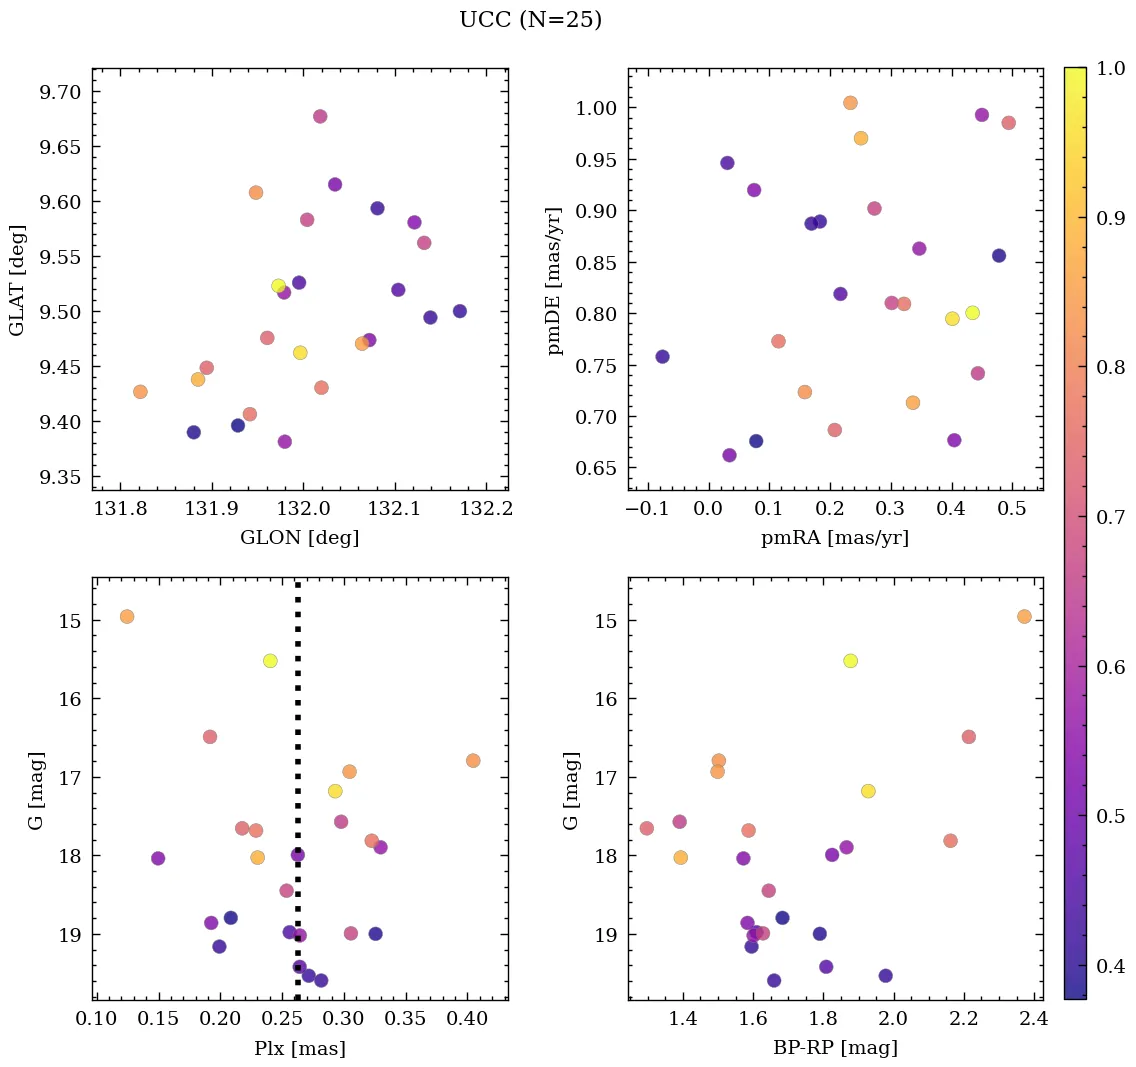 UCC (N=25)
9.70
9.65
9.60
9.55
9.50
9.45
9.40
9.35
GLAT [deg]
131.8 131.9 132.0 132.1 132.2
GLON [deg]
1.00
0.95
0.90
0.85
0.80
0.75
0.70
0.65
pmDE [mas/yr]
−0.1 0.0 0.1 0.2 0.3 0.4 0.5
pmRA [mas/yr]
15
16
17
18
19
G [mag]
0.10 0.15 0.20 0.25 0.30 0.35 0.40
Plx [mas]
15
16
17
18
19
G [mag]
1.4 1.6 1.8 2.0 2.2 2.4
BP-RP [mag]
1.0
0.9
0.8
0.7
0.6
0.5
0.4